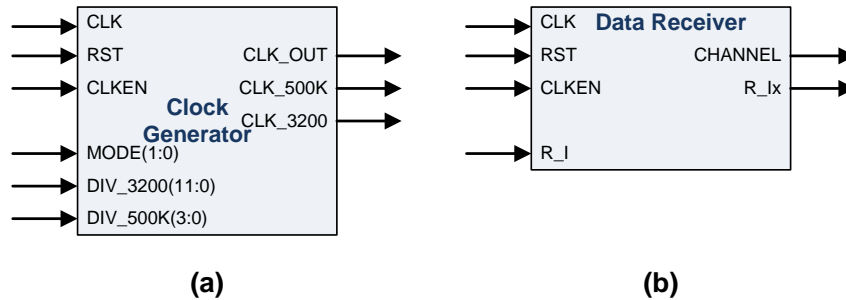 CLK
RST
CLKEN
Clock
Generator
MODE(1:0)
DIV_3200(11:0)
DIV_500K(3:0)
CLK_OUT
CLK_500K
CLK_3200
(a)
Data Receiver
CLK
RST
CLKEN
R_I
CHANNEL
R_Ix
(b)